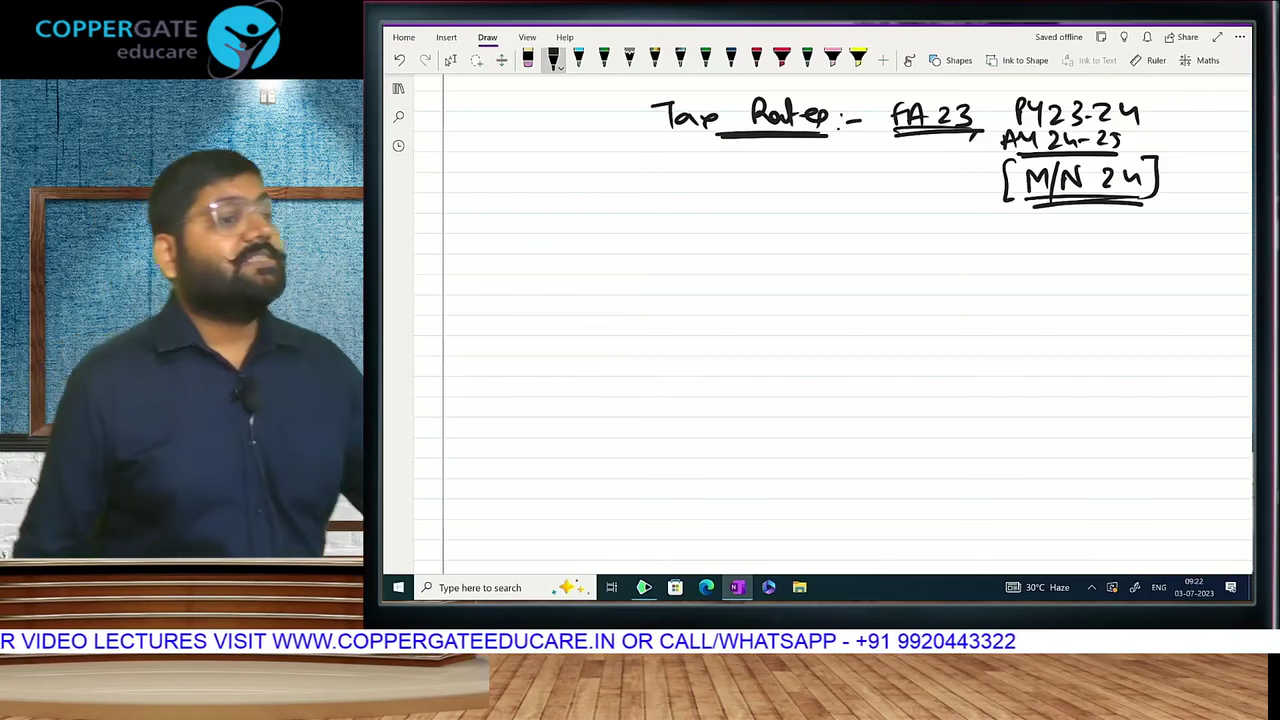 COPPERGATE
educare
Home Insert Draw View Help
Saved offline
Share
Shapes
Ink to Shape
Ink to Text
Ruler
Maths
Tax Rates :- FA 23, PY 23-24
AY 24-25
[M/N 24]
Type here to search
30°C Haze
ENG
09:22
03-07-2023
R VIDEO LECTURES VISIT WWW.COPPERGATEEDUCARE.IN OR CALL/WHATSAPP - +91 9920443322